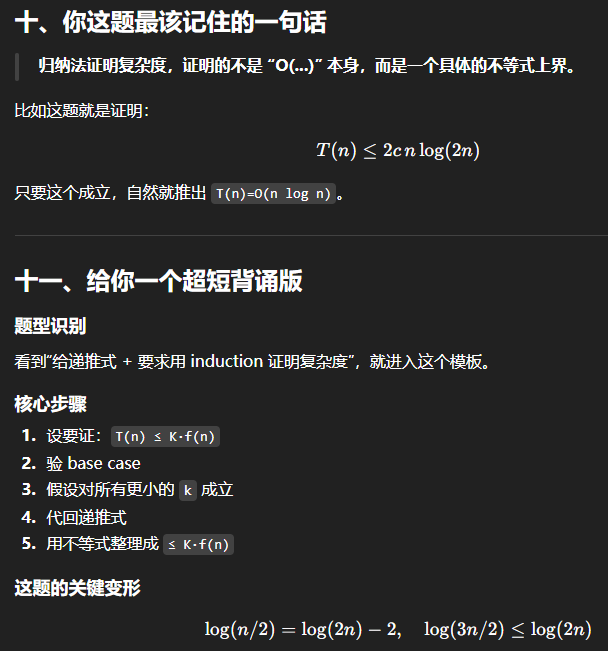 十、你这题最该记住的一句话
归纳法证明复杂度，证明的不是 “O(...)” 本身，而是一个具体的不等式上界。
比如这题就是证明：
T(n) ≤ 2c n log(2n)
只要这个成立，自然就推出 T(n)=O(n log n)。
十一、给你一个超短背诵版
题型识别
看到“给递推式 + 要求用 induction 证明复杂度”，就进入这个模板。
核心步骤
1. 设要证：T(n) ≤ K·f(n)
2. 验 base case
3. 假设对所有更小的 k 成立
4. 代回递推式
5. 用不等式整理成 ≤ K·f(n)
这题的关键变形
log(n/2) = log(2n) − 2, log(3n/2) ≤ log(2n)